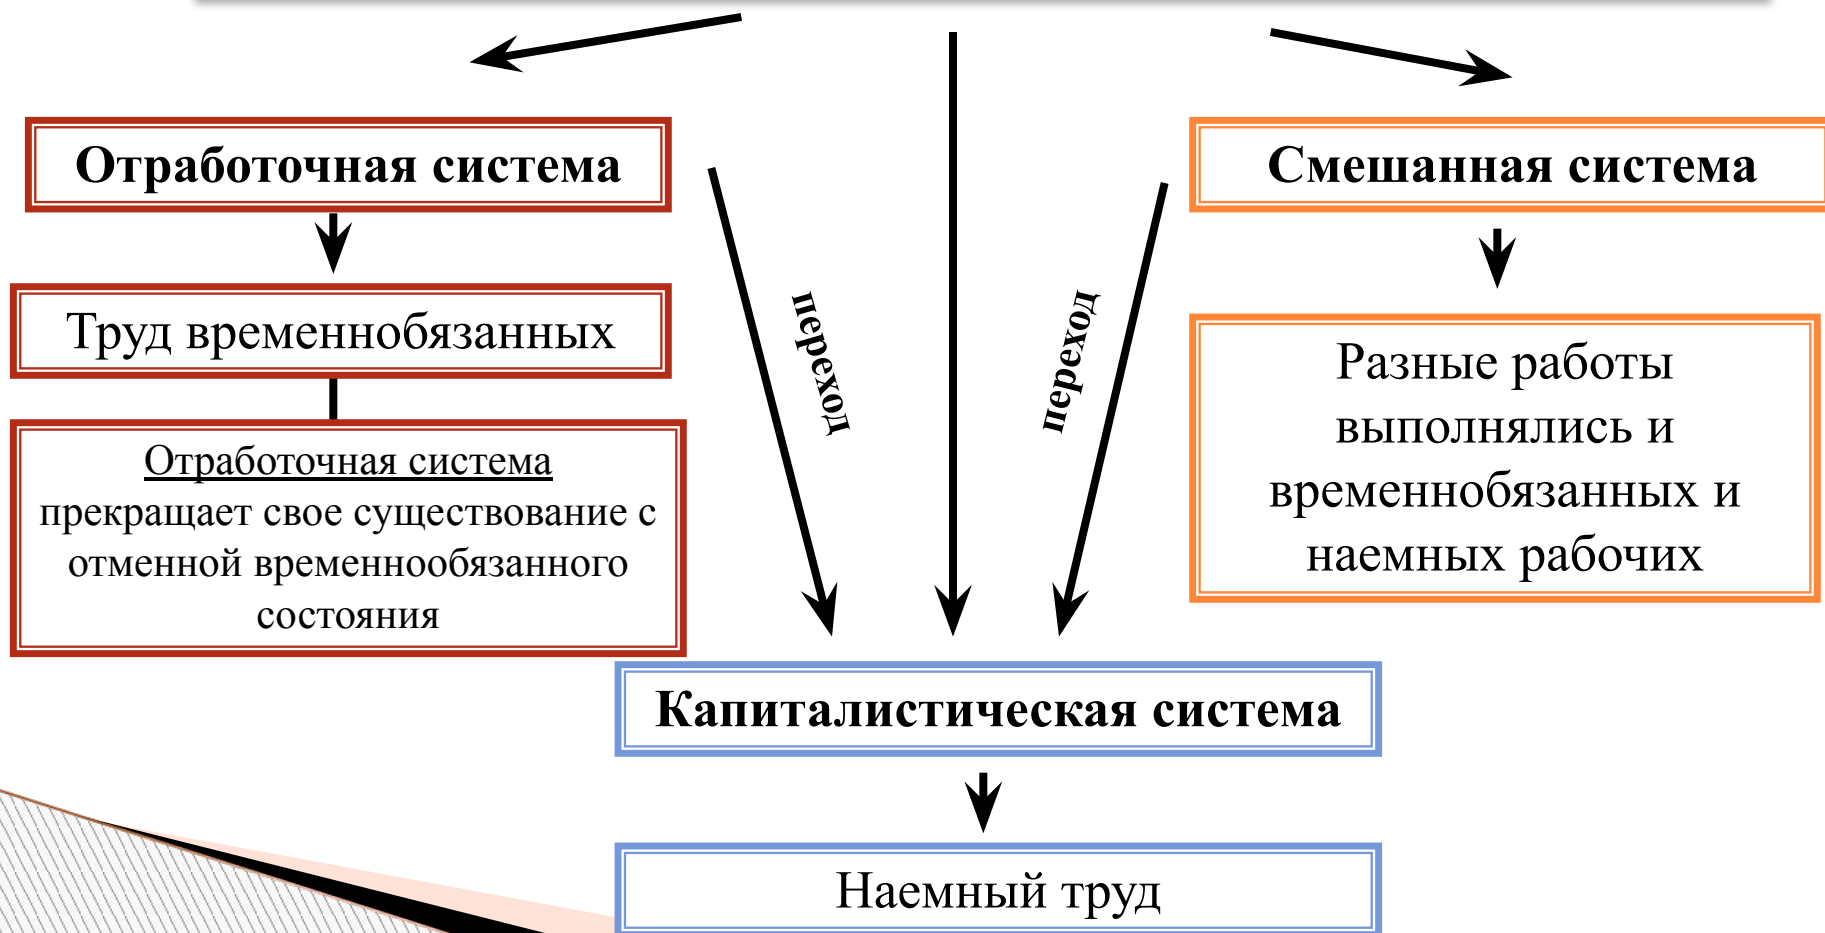 Отработочная система
Труд временнобязанных
Отработочная система
прекращает свое существование с
отменной временнообязанного
состояния
переход
переход
Смешанная система
Разные работы
выполнялись и
временнобязанных и
наемных рабочих
Капиталистическая система
Наемный труд